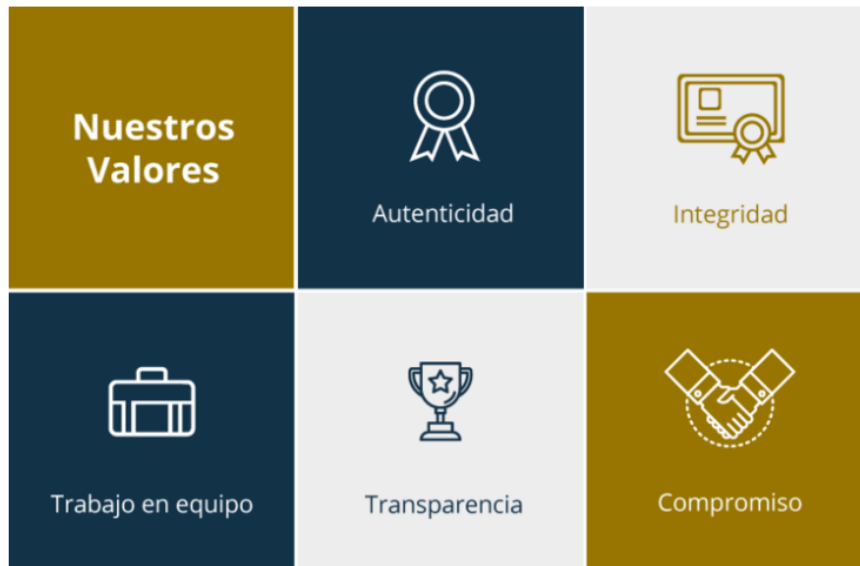 Nuestros
Valores
Autenticidad
Integridad
Trabajo en equipo
Transparencia
Compromiso